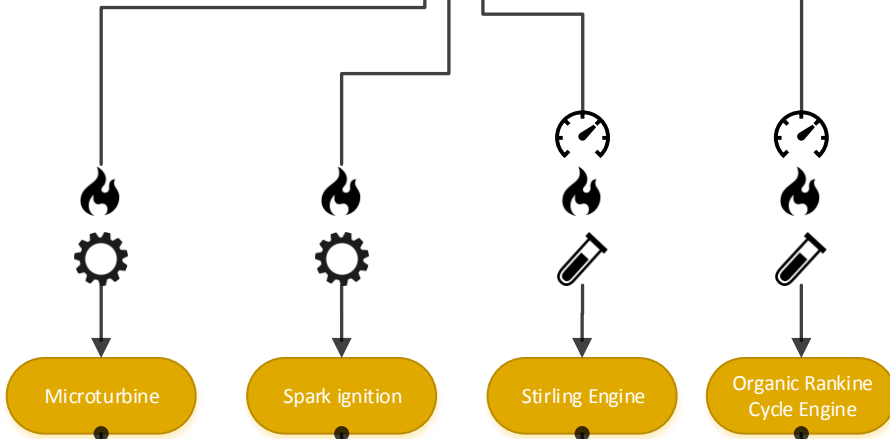 Microturbine
Spark ignition
Stirling Engine
Organic Rankine
Cycle Engine